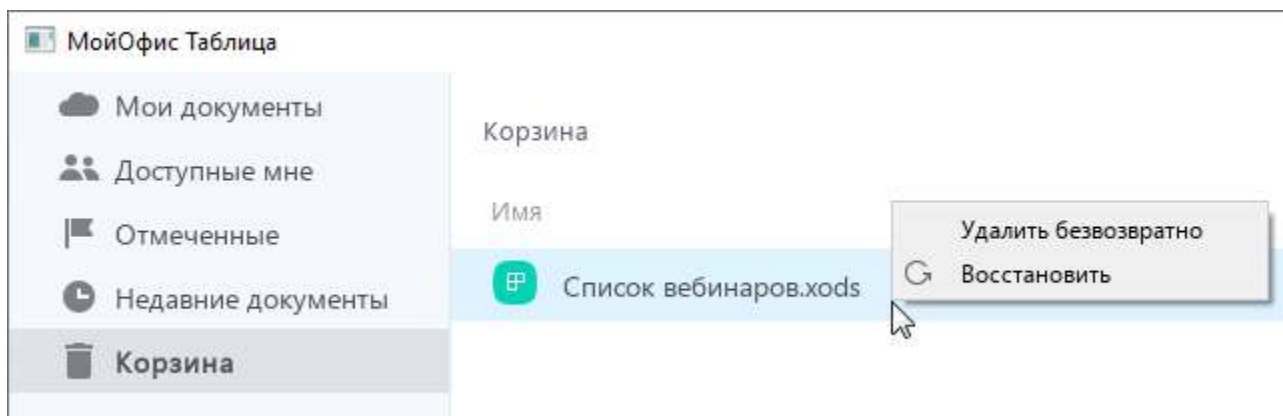 МойОфис Таблица
Мои документы
Доступные мне
Отмеченные
Недавние документы
Корзина
Корзина
Имя
Список вебинаров.xods
Удалить безвозвратно
Восстановить